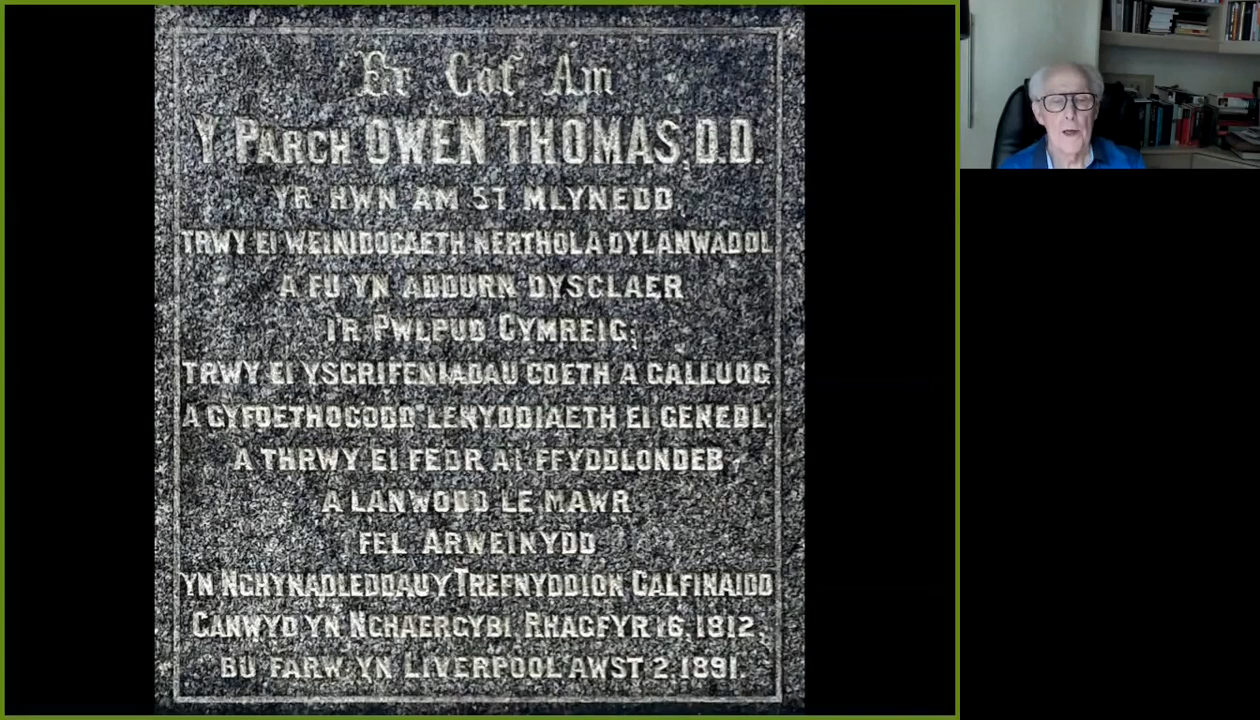 Er Cof Am
Y PARCH OWEN THOMAS, D.D.
YR HWN AM 57 MLYNEDD,
TRWY EI WEINIDOGAETH NERTHOL A DYLANWADOL
A FU YN ADDURN DYSCLAER
I'R PWLPUD CYMREIG;
TRWY EI YSGRIFENIADAU COETH A GALLUOG
A GYFOETHOGODD LENYDDIAETH EI GENEDL;
A THRWY EI FEDR A'I FFYDDLONDEB,
A LANWODD LE MAWR
FEL ARWEINYDD
YN NGHYNADLEDDAU Y TREFNYDDION CALFINAIDD
GANWYD YN NGHAERGYBI RHAGFYR 16, 1812,
BU FARW YN LIVERPOOL AWST 2, 1891.